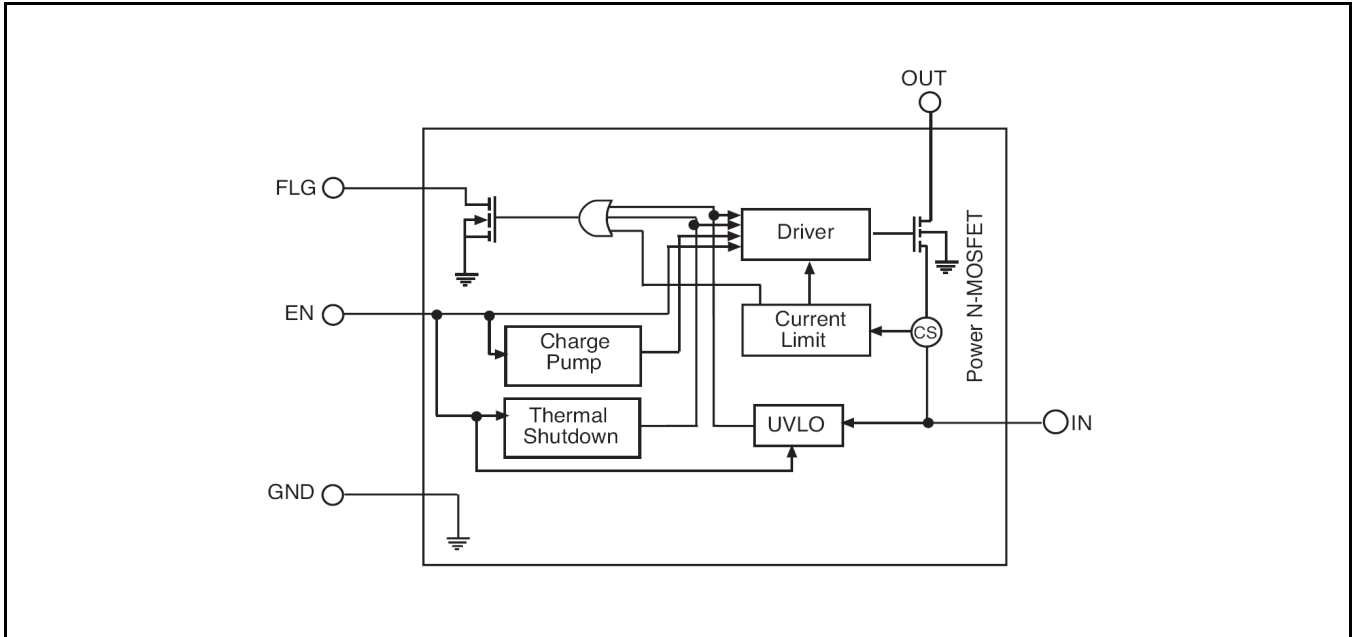 OUT
FLG
Driver
Power N-MOSFET
EN
Current
Limit
CS
Charge
Pump
Thermal
Shutdown
UVLO
IN
GND